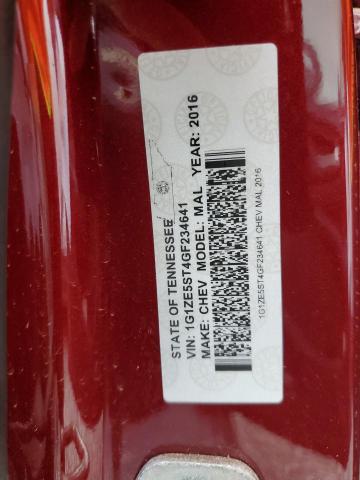 STATE OF TENNESSEE
VIN: 1G1ZE5ST4GF234641
MAKE: CHEV MODEL: MAL YEAR: 2016
1G1ZE5ST4GF234641 CHEV MAL 2016